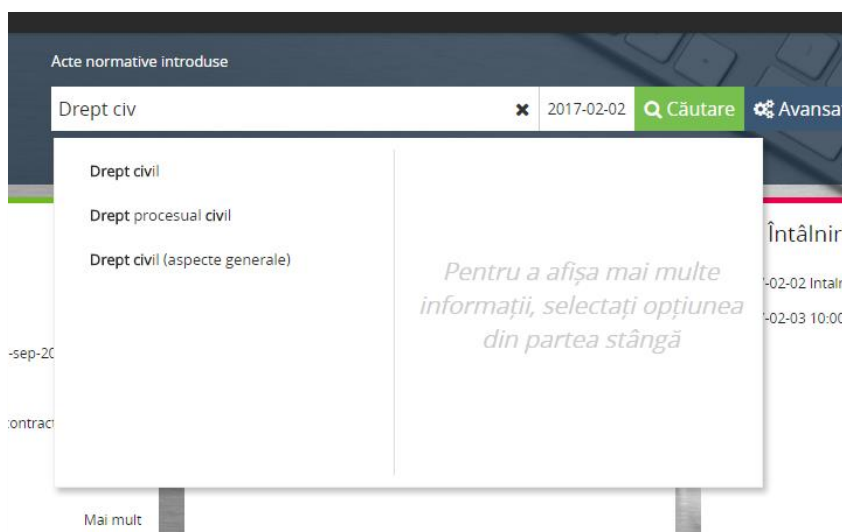 Acte normative introduse
Drept civ ✖ 2017-02-02 Căutare Avansa
Drept civil
Drept procesual civil
Drept civil (aspecte generale)
Pentru a afișa mai multe
informații, selectați opțiunea
din partea stângă
Întâlnir
-02-02 Intaln
-02-03 10:00
-sep-20
contract
Mai mult